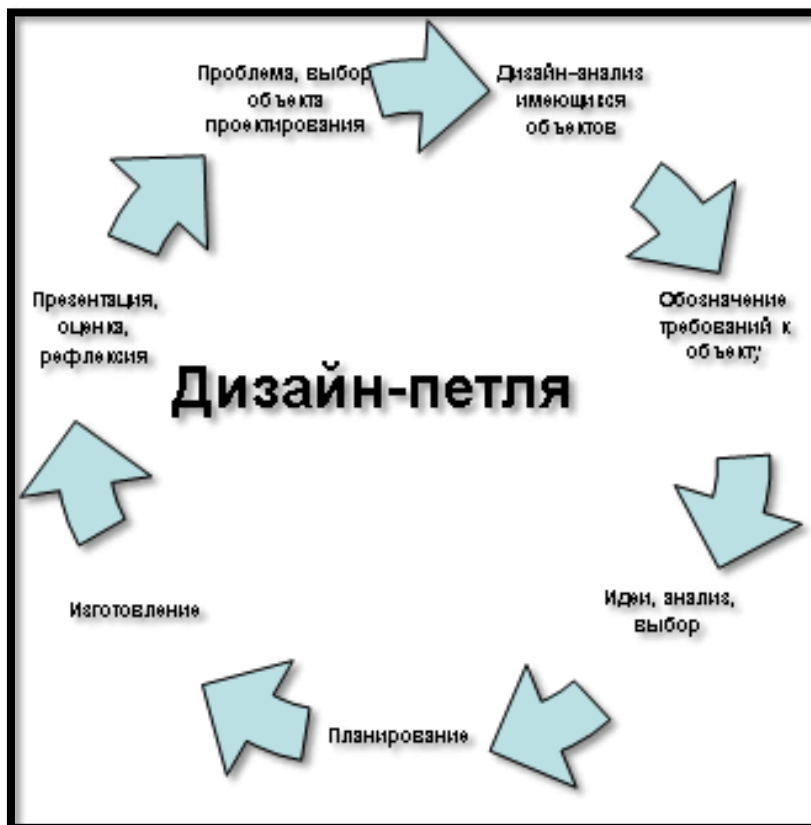 Проблема, выбор
объекта
проектирования
Дизайн-анализ
имеющихся
объектов
Обозначение
требований к
объекту
Идеи, анализ,
выбор
Планирование
Изготовление
Презентация,
оценка,
рефлексия
Дизайн-петля